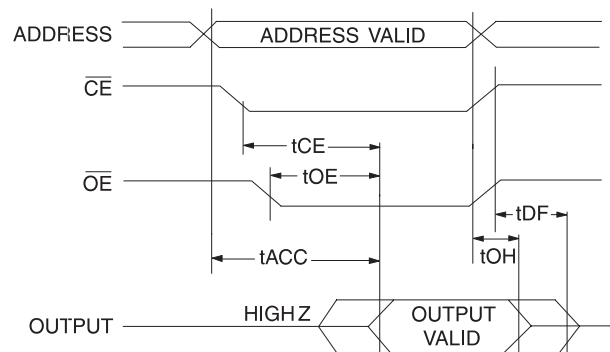 ADDRESS
ADDRESS VALID
CE
tCE
tOE
OE
tDF
tACC
tOH
HIGH Z
OUTPUT
OUTPUT
VALID